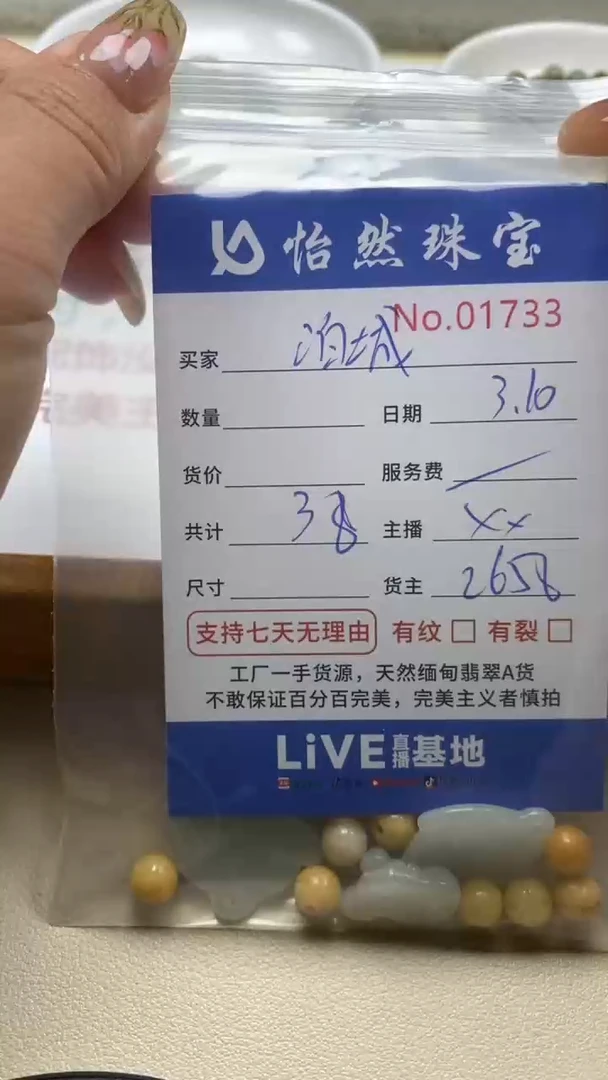 怡然珠宝
No.01733
买家 泊城
数量 日期 3.10
货价 服务费
共计 38 主播 xx
尺寸 货主 2658
支持七天无理由 有纹 有裂
工厂一手货源，天然缅甸翡翠A货
不敢保证百分百完美，完美主义者慎拍
LiVE直播基地